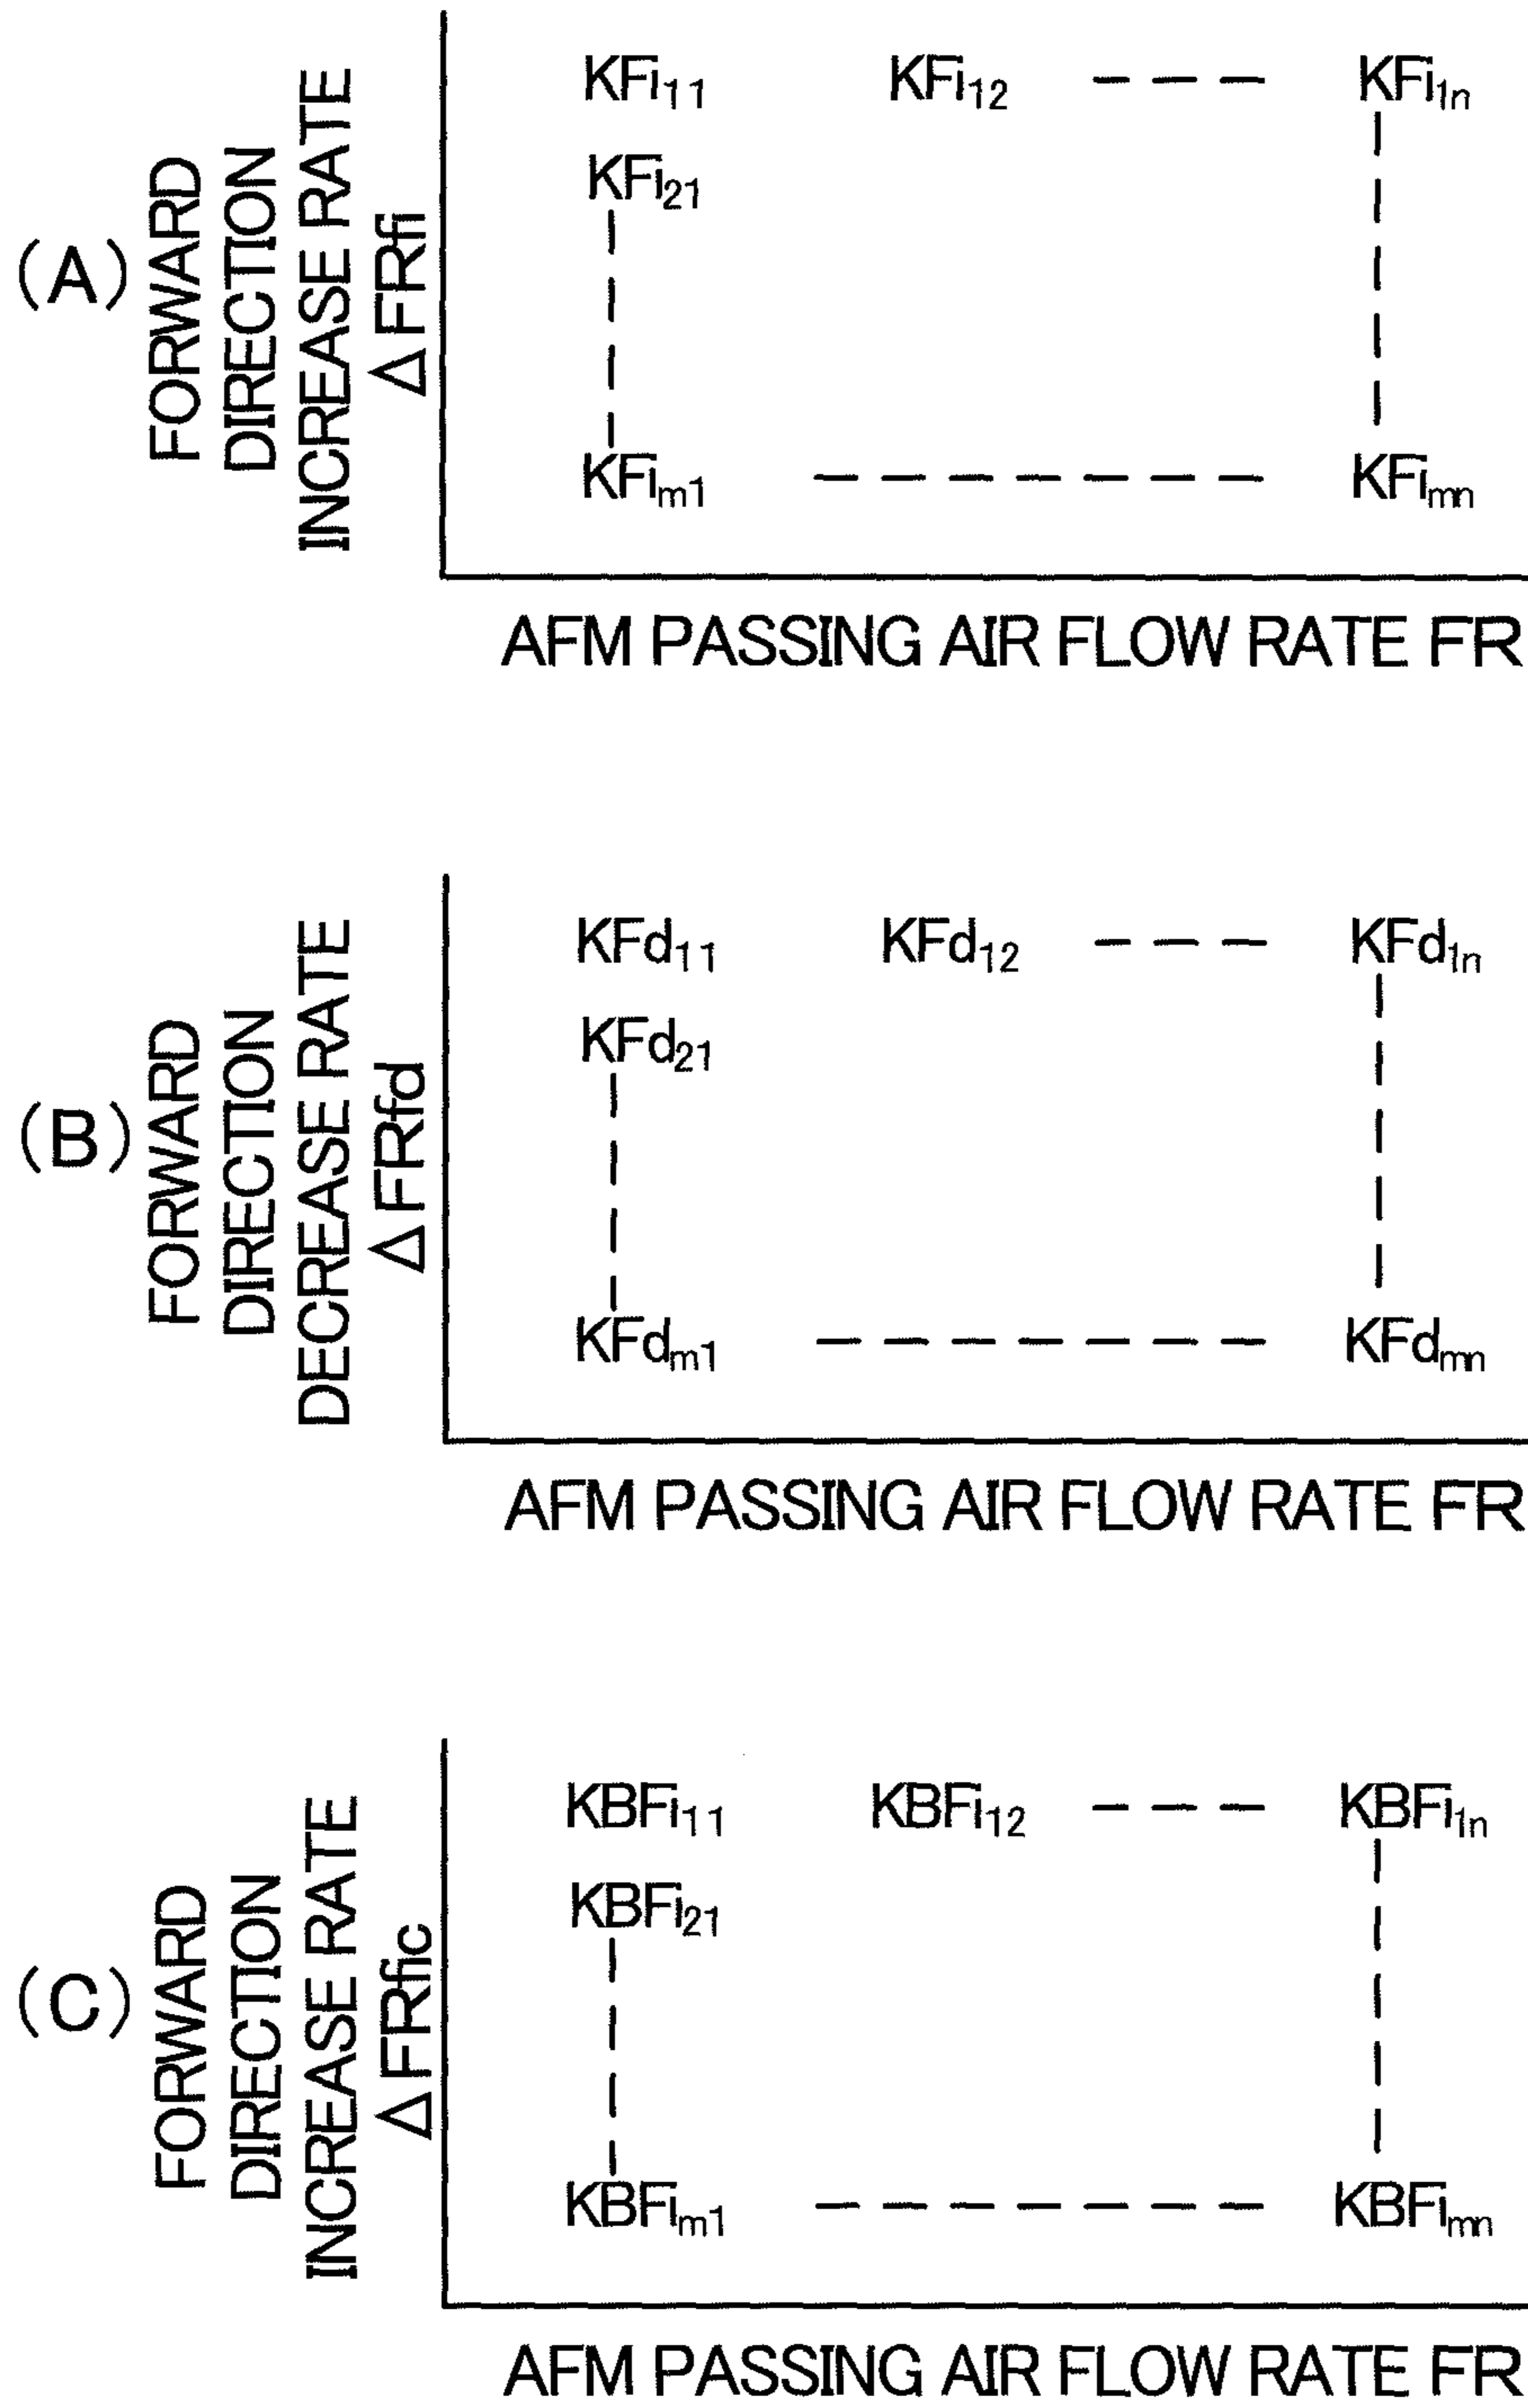 (A)
FORWARD
DIRECTION
INCREASE RATE
ΔFRfi
KFi11 KFi12 KFi1n
KFi21
KFim1 KFimn
AFM PASSING AIR FLOW RATE FR
(B)
FORWARD
DIRECTION
DECREASE RATE
ΔFRfd
KFd11 KFd12 KFd1n
KFd21
KFdm1 KFdmn
AFM PASSING AIR FLOW RATE FR
(C)
FORWARD
DIRECTION
INCREASE RATE
ΔFRfic
KBFi11 KBFi12 KBFi1n
KBFi21
KBFim1 KBFimn
AFM PASSING AIR FLOW RATE FR